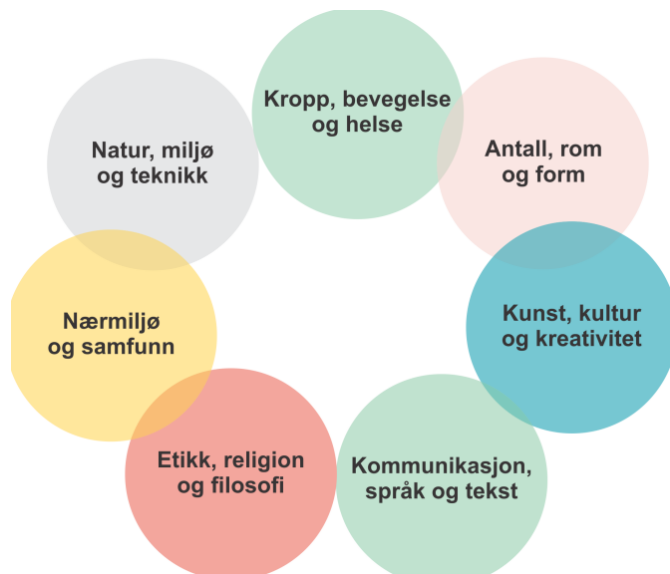 Kropp, bevegelse
og helse
Antall, rom
og form
Kunst, kultur
og kreativitet
Kommunikasjon,
språk og tekst
Etikk, religion
og filosofi
Nærmiljø
og samfunn
Natur, miljø
og teknikk